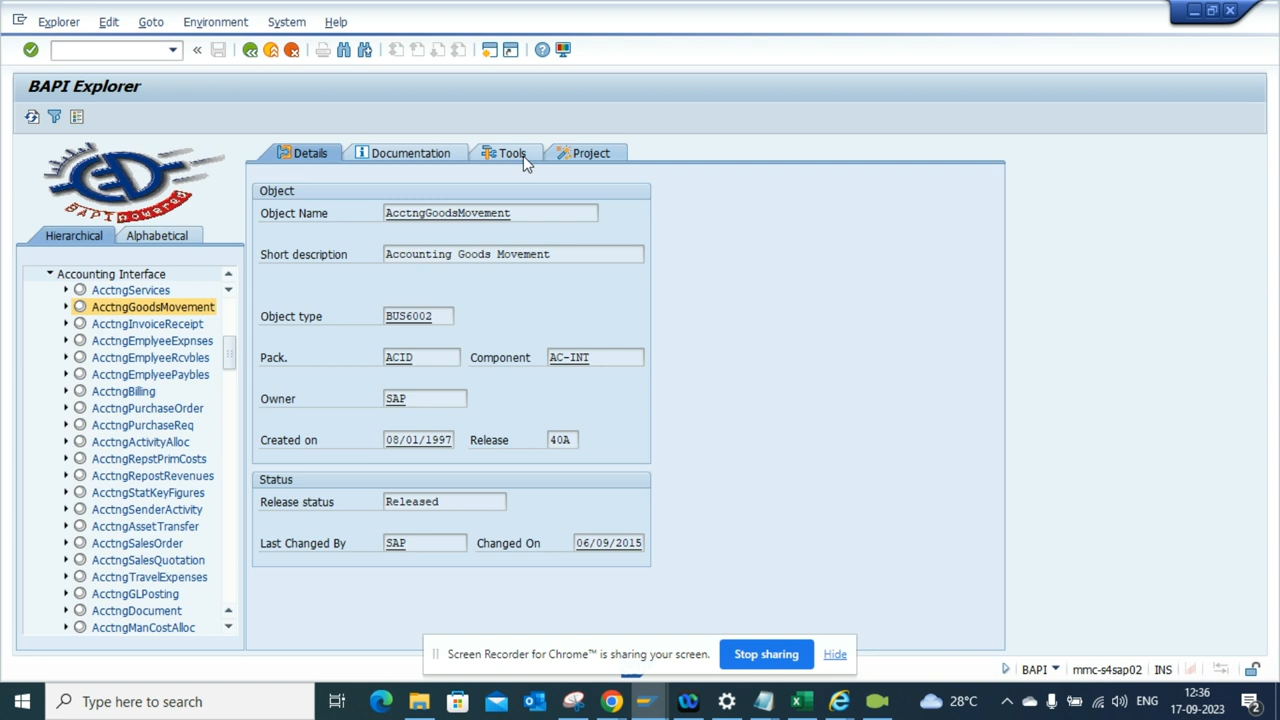 Explorer Edit Goto Environment System Help
BAPI Explorer
BAPI powered
Details Documentation Tools Project
Hierarchical Alphabetical
Accounting Interface
AcctngServices
AcctngGoodsMovement
AcctngInvoiceReceipt
AcctngEmplyeeExpnses
AcctngEmplyeeRcvbles
AcctngEmplyeePaybles
AcctngBilling
AcctngPurchaseOrder
AcctngPurchaseReq
AcctngActivityAlloc
AcctngRepstPrimCosts
AcctngRepostRevenues
AcctngStatKeyFigures
AcctngSenderActivity
AcctngAssetTransfer
AcctngSalesOrder
AcctngSalesQuotation
AcctngTravelExpenses
AcctngGLPosting
AcctngDocument
AcctngManCostAlloc
Object
Object Name AcctngGoodsMovement
Short description Accounting Goods Movement
Object type BUS6002
Pack. ACID Component AC-INT
Owner SAP
Created on 08/01/1997 Release 40A
Status
Release status Released
Last Changed By SAP Changed On 06/09/2015
Screen Recorder for Chrome™ is sharing your screen. Stop sharing Hide
BAPI mmc-s4sap02 INS
Type here to search
28°C ENG
12:36
17-09-2023
2